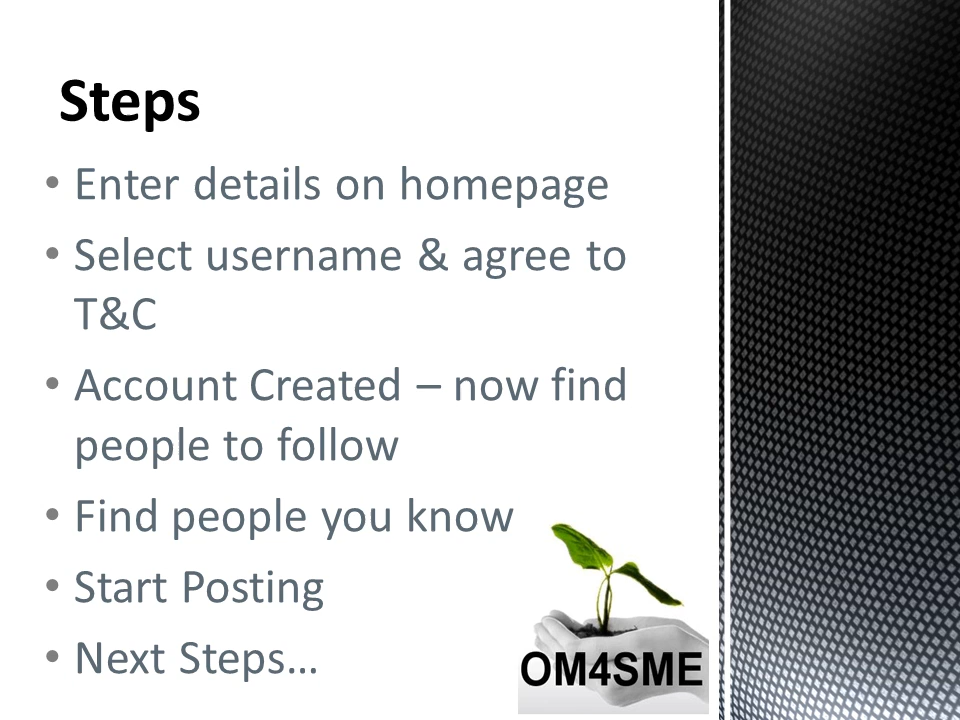 Steps
• Enter details on homepage
• Select username & agree to
T&C
• Account Created – now find
people to follow
• Find people you know
• Start Posting
• Next Steps…
OM4SME